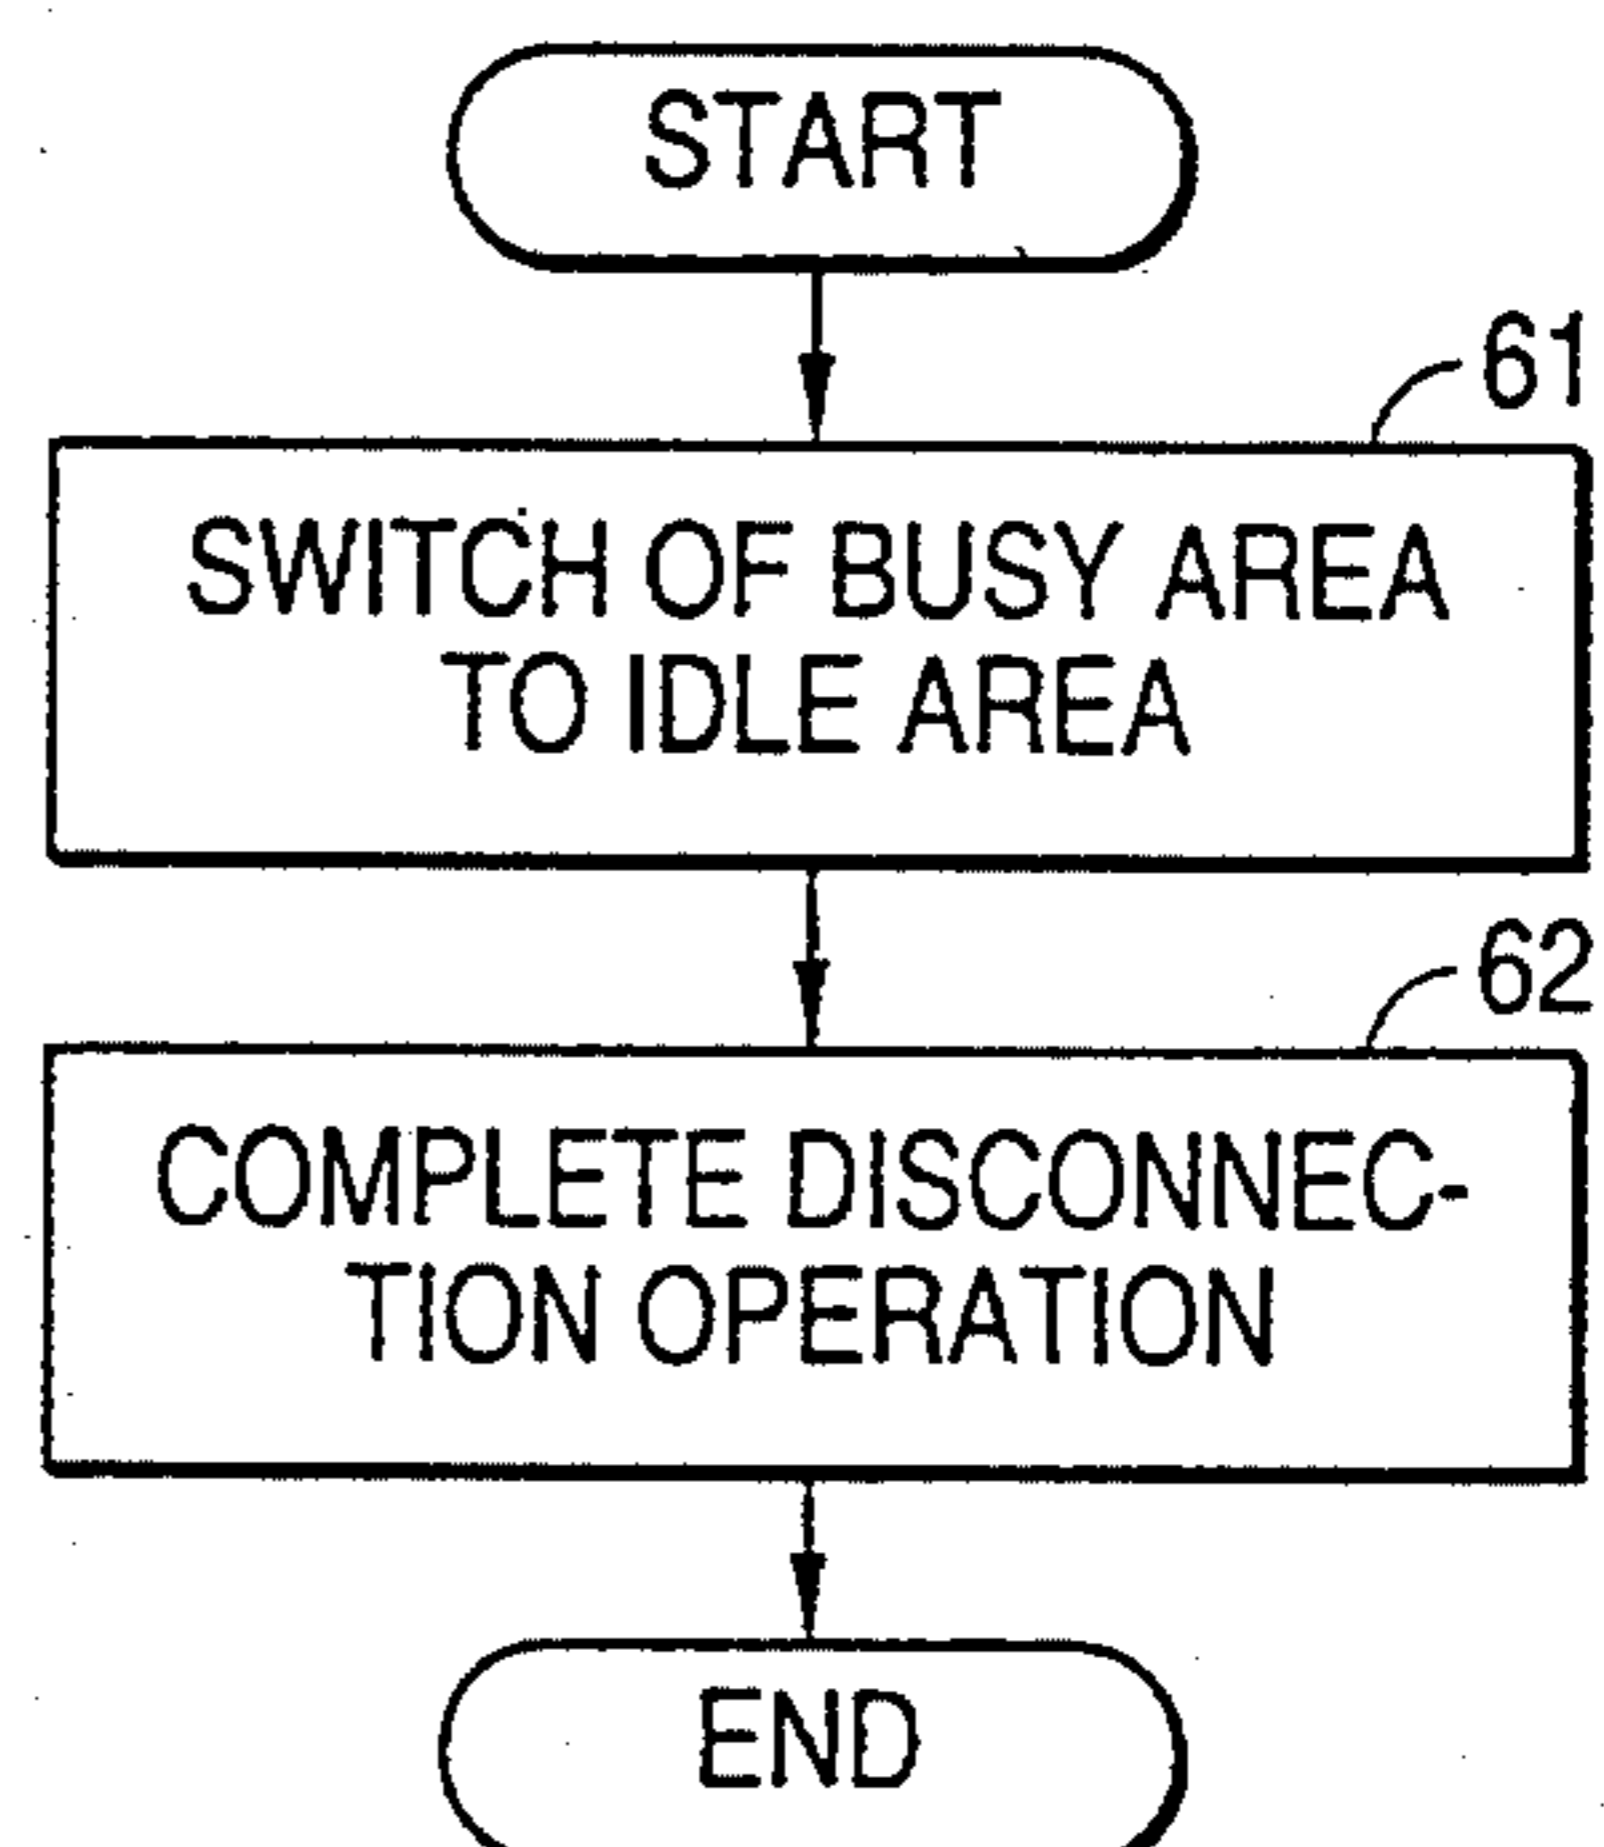 START
61
SWITCH OF BUSY AREA
TO IDLE AREA
62
COMPLETE DISCONNEC-
TION OPERATION
END